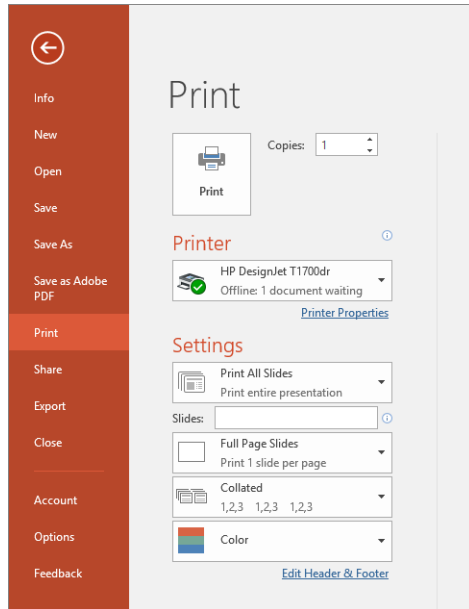 Info
New
Open
Save
Save As
Save as Adobe
PDF
Print
Share
Export
Close
Account
Options
Feedback
Print
Copies: 1
Print
Printer
HP DesignJet T1700dr
Offline: 1 document waiting
Printer Properties
Settings
Print All Slides
Print entire presentation
Slides:
Full Page Slides
Print 1 slide per page
Collated
1,2,3 1,2,3 1,2,3
Color
Edit Header & Footer